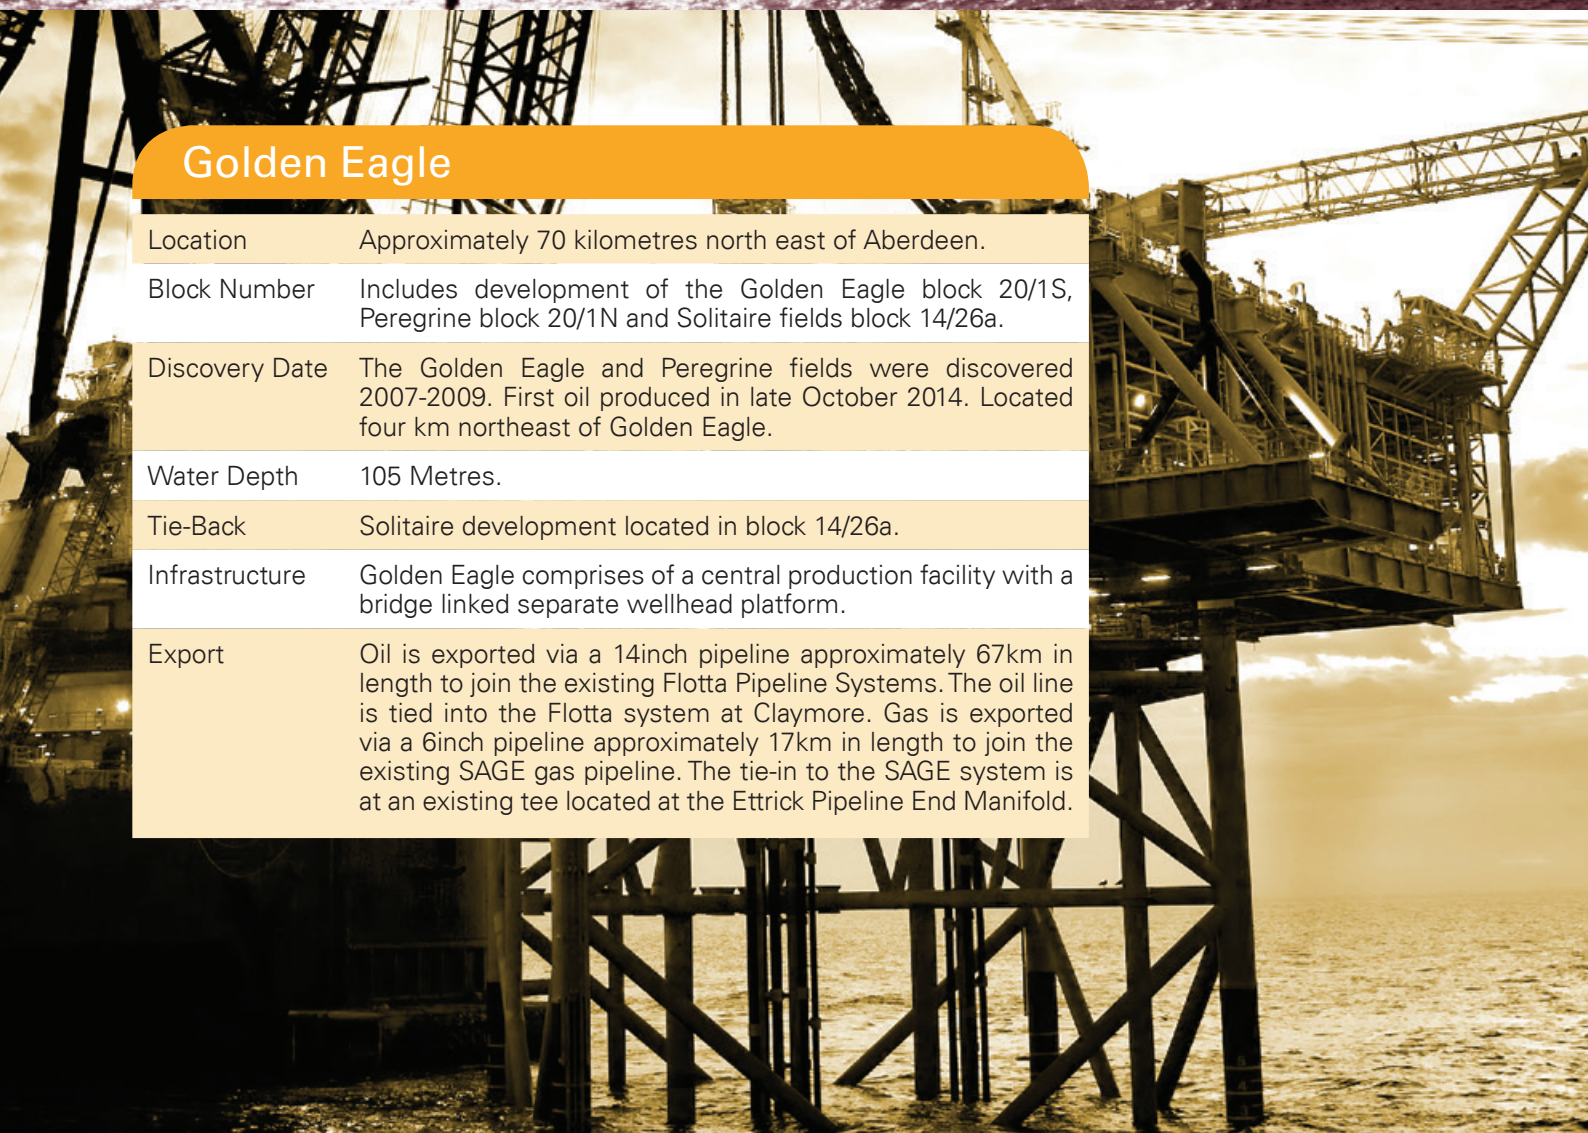 Golden Eagle
Location Approximately 70 kilometres north east of Aberdeen.
Block Number Includes development of the Golden Eagle block 20/1S,
Peregrine block 20/1N and Solitaire fields block 14/26a.
Discovery Date The Golden Eagle and Peregrine fields were discovered
2007-2009. First oil produced in late October 2014. Located
four km northeast of Golden Eagle.
Water Depth 105 Metres.
Tie-Back Solitaire development located in block 14/26a.
Infrastructure Golden Eagle comprises of a central production facility with a
bridge linked separate wellhead platform.
Export Oil is exported via a 14inch pipeline approximately 67km in
length to join the existing Flotta Pipeline Systems. The oil line
is tied into the Flotta system at Claymore. Gas is exported
via a 6inch pipeline approximately 17km in length to join the
existing SAGE gas pipeline. The tie-in to the SAGE system is
at an existing tee located at the Ettrick Pipeline End Manifold.